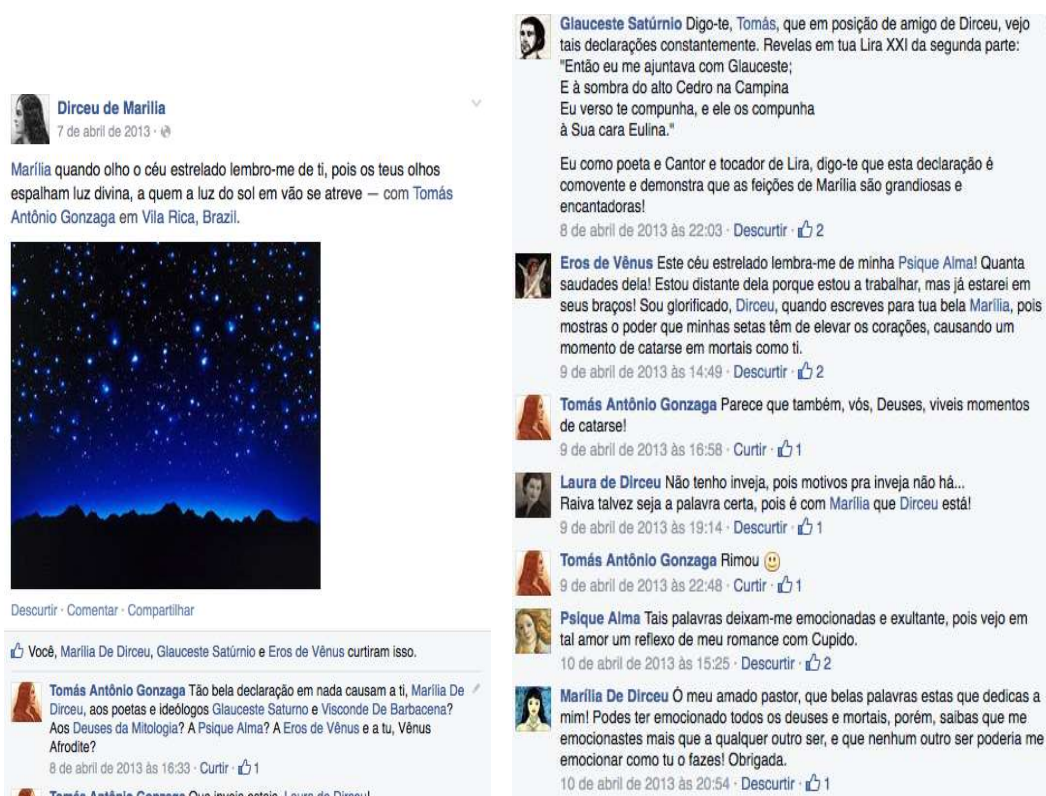 Dirceu de Marilia
7 de abril de 2013 ·
Marília quando olho o céu estrelado lembro-me de ti, pois os teus olhos
espalham luz divina, a quem a luz do sol em vão se atreve — com Tomás
Antônio Gonzaga em Vila Rica, Brazil.
Descurtir · Comentar · Compartilhar
Você, Marília De Dirceu, Glauceste Satúrnio e Eros de Vênus curtiram isso.
Tomás Antônio Gonzaga Tão bela declaração em nada causam a ti, Marília De
Dirceu, aos poetas e ideólogos Glauceste Saturno e Visconde De Barbacena?
Aos Deuses da Mitologia? A Psique Alma? A Eros de Vênus e a tu, Vênus
Afrodite?
8 de abril de 2013 às 16:33 · Curtir · 1
Tomás Antônio Gonzaga Que inveja estais, Laura de Dirceu!
Glauceste Satúrnio Digo-te, Tomás, que em posição de amigo de Dirceu, vejo
tais declarações constantemente. Revelas em tua Lira XXI da segunda parte:
"Então eu me ajuntava com Glauceste;
E à sombra do alto Cedro na Campina
Eu verso te compunha, e ele os compunha
à Sua cara Eulina."
Eu como poeta e Cantor e tocador de Lira, digo-te que esta declaração é
comovente e demonstra que as feições de Marília são grandiosas e
encantadoras!
8 de abril de 2013 às 22:03 · Descurtir · 2
Eros de Vênus Este céu estrelado lembra-me de minha Psique Alma! Quanta
saudades dela! Estou distante dela porque estou a trabalhar, mas já estarei em
seus braços! Sou glorificado, Dirceu, quando escreves para tua bela Marília, pois
mostras o poder que minhas setas têm de elevar os corações, causando um
momento de catarse em mortais como ti.
9 de abril de 2013 às 14:49 · Descurtir · 2
Tomás Antônio Gonzaga Parece que também, vós, Deuses, viveis momentos
de catarse!
9 de abril de 2013 às 16:58 · Curtir · 1
Laura de Dirceu Não tenho inveja, pois motivos pra inveja não há...
Raiva talvez seja a palavra certa, pois é com Marília que Dirceu está!
9 de abril de 2013 às 19:14 · Descurtir · 1
Tomás Antônio Gonzaga Rimou
9 de abril de 2013 às 22:48 · Curtir · 1
Psique Alma Tais palavras deixam-me emocionadas e exultante, pois vejo em
tal amor um reflexo de meu romance com Cupido.
10 de abril de 2013 às 15:25 · Descurtir · 2
Marília De Dirceu Ó meu amado pastor, que belas palavras estas que dedicas a
mim! Podes ter emocionado todos os deuses e mortais, porém, saibas que me
emocionastes mais que a qualquer outro ser, e que nenhum outro ser poderia me
emocionar como tu o fazes! Obrigada.
10 de abril de 2013 às 20:54 · Descurtir · 1